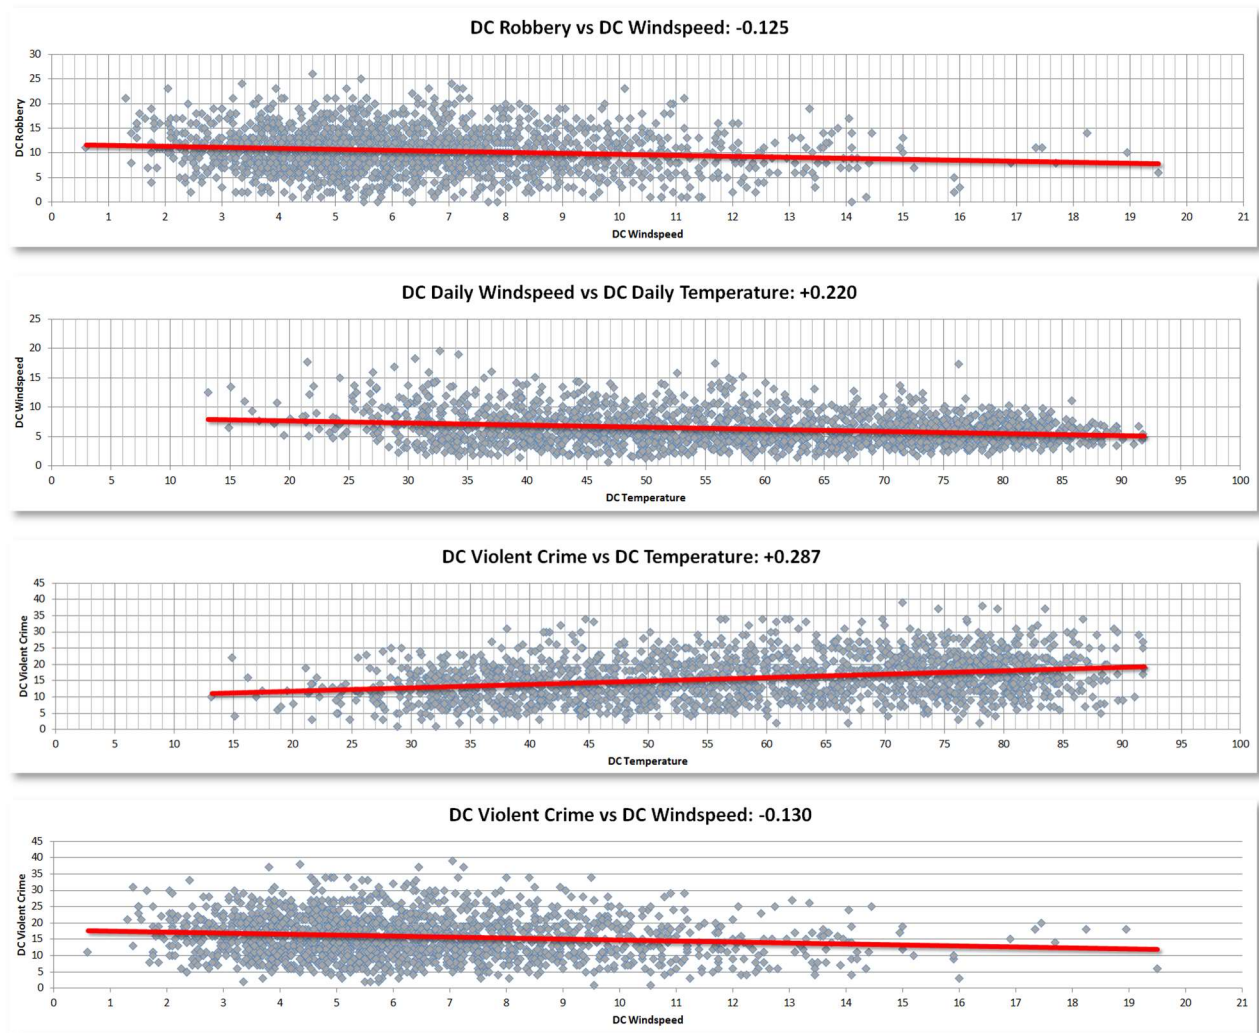 DC Robbery vs DC Windspeed: -0.125
30
25
20
15
10
5
0
DC Robbery
0 1 2 3 4 5 6 7 8 9 10 11 12 13 14 15 16 17 18 19 20 21
DC Windspeed
DC Daily Windspeed vs DC Daily Temperature: +0.220
25
20
15
10
5
0
DC Windspeed
0 5 10 15 20 25 30 35 40 45 50 55 60 65 70 75 80 85 90 95 100
DC Temperature
DC Violent Crime vs DC Temperature: +0.287
45
40
35
30
25
20
15
10
5
0
DC Violent Crime
0 5 10 15 20 25 30 35 40 45 50 55 60 65 70 75 80 85 90 95 100
DC Temperature
DC Violent Crime vs DC Windspeed: -0.130
45
40
35
30
25
20
15
10
5
0
DC Violent Crime
0 1 2 3 4 5 6 7 8 9 10 11 12 13 14 15 16 17 18 19 20 21
DC Windspeed